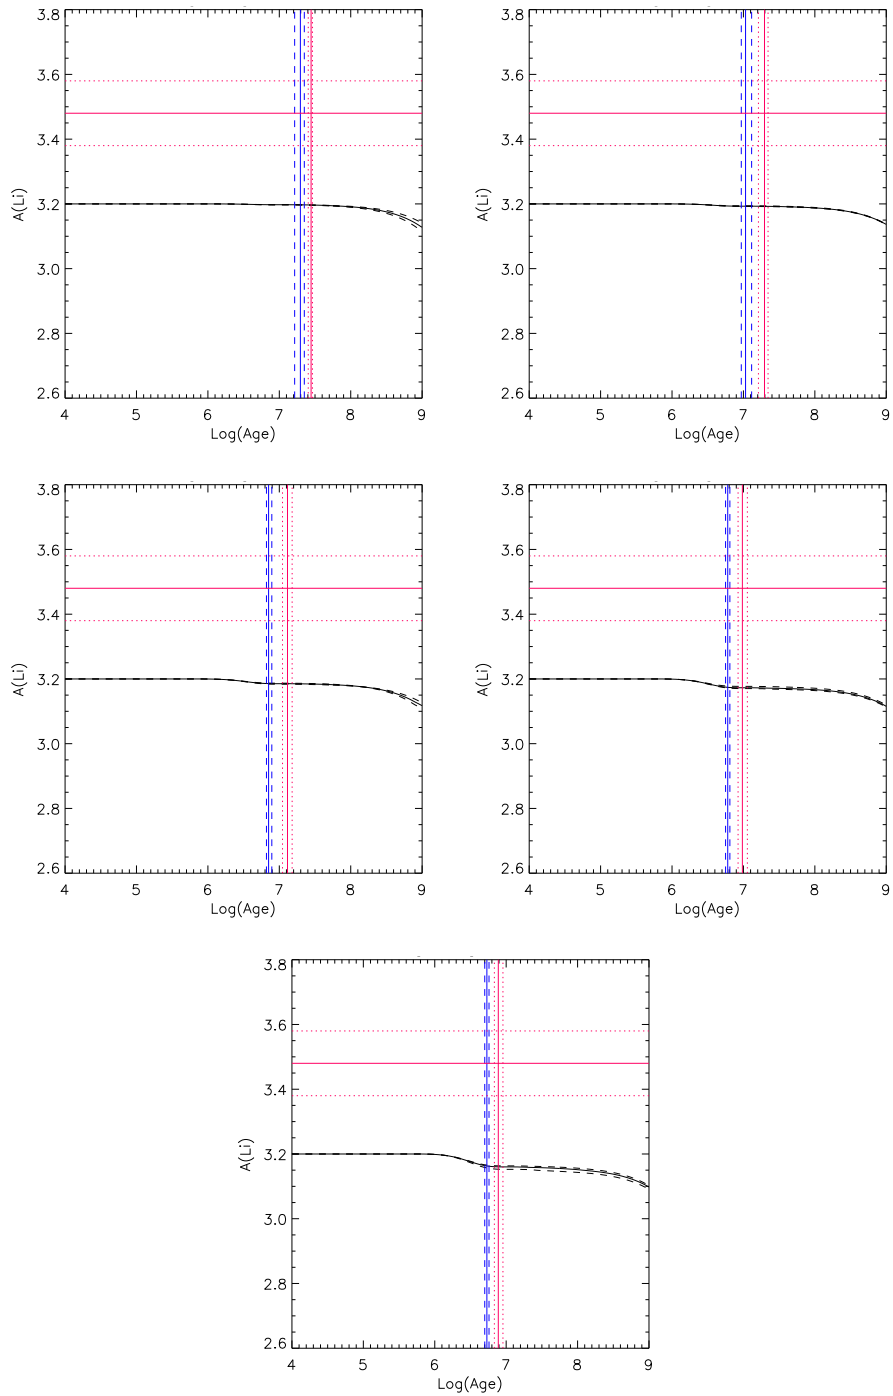 3.8 3.8
3.6 3.6
3.4 3.4
A(Li) 3.2 A(Li) 3.2
3.0 3.0
2.8 2.8
2.6 2.6
4 5 6 7 8 9 4 5 6 7 8 9
Log(Age) Log(Age)
3.8 3.8
3.6 3.6
3.4 3.4
A(Li) 3.2 A(Li) 3.2
3.0 3.0
2.8 2.8
2.6 2.6
4 5 6 7 8 9 4 5 6 7 8 9
Log(Age) Log(Age)
3.8
3.6
3.4
A(Li) 3.2
3.0
2.8
2.6
4 5 6 7 8 9
Log(Age)